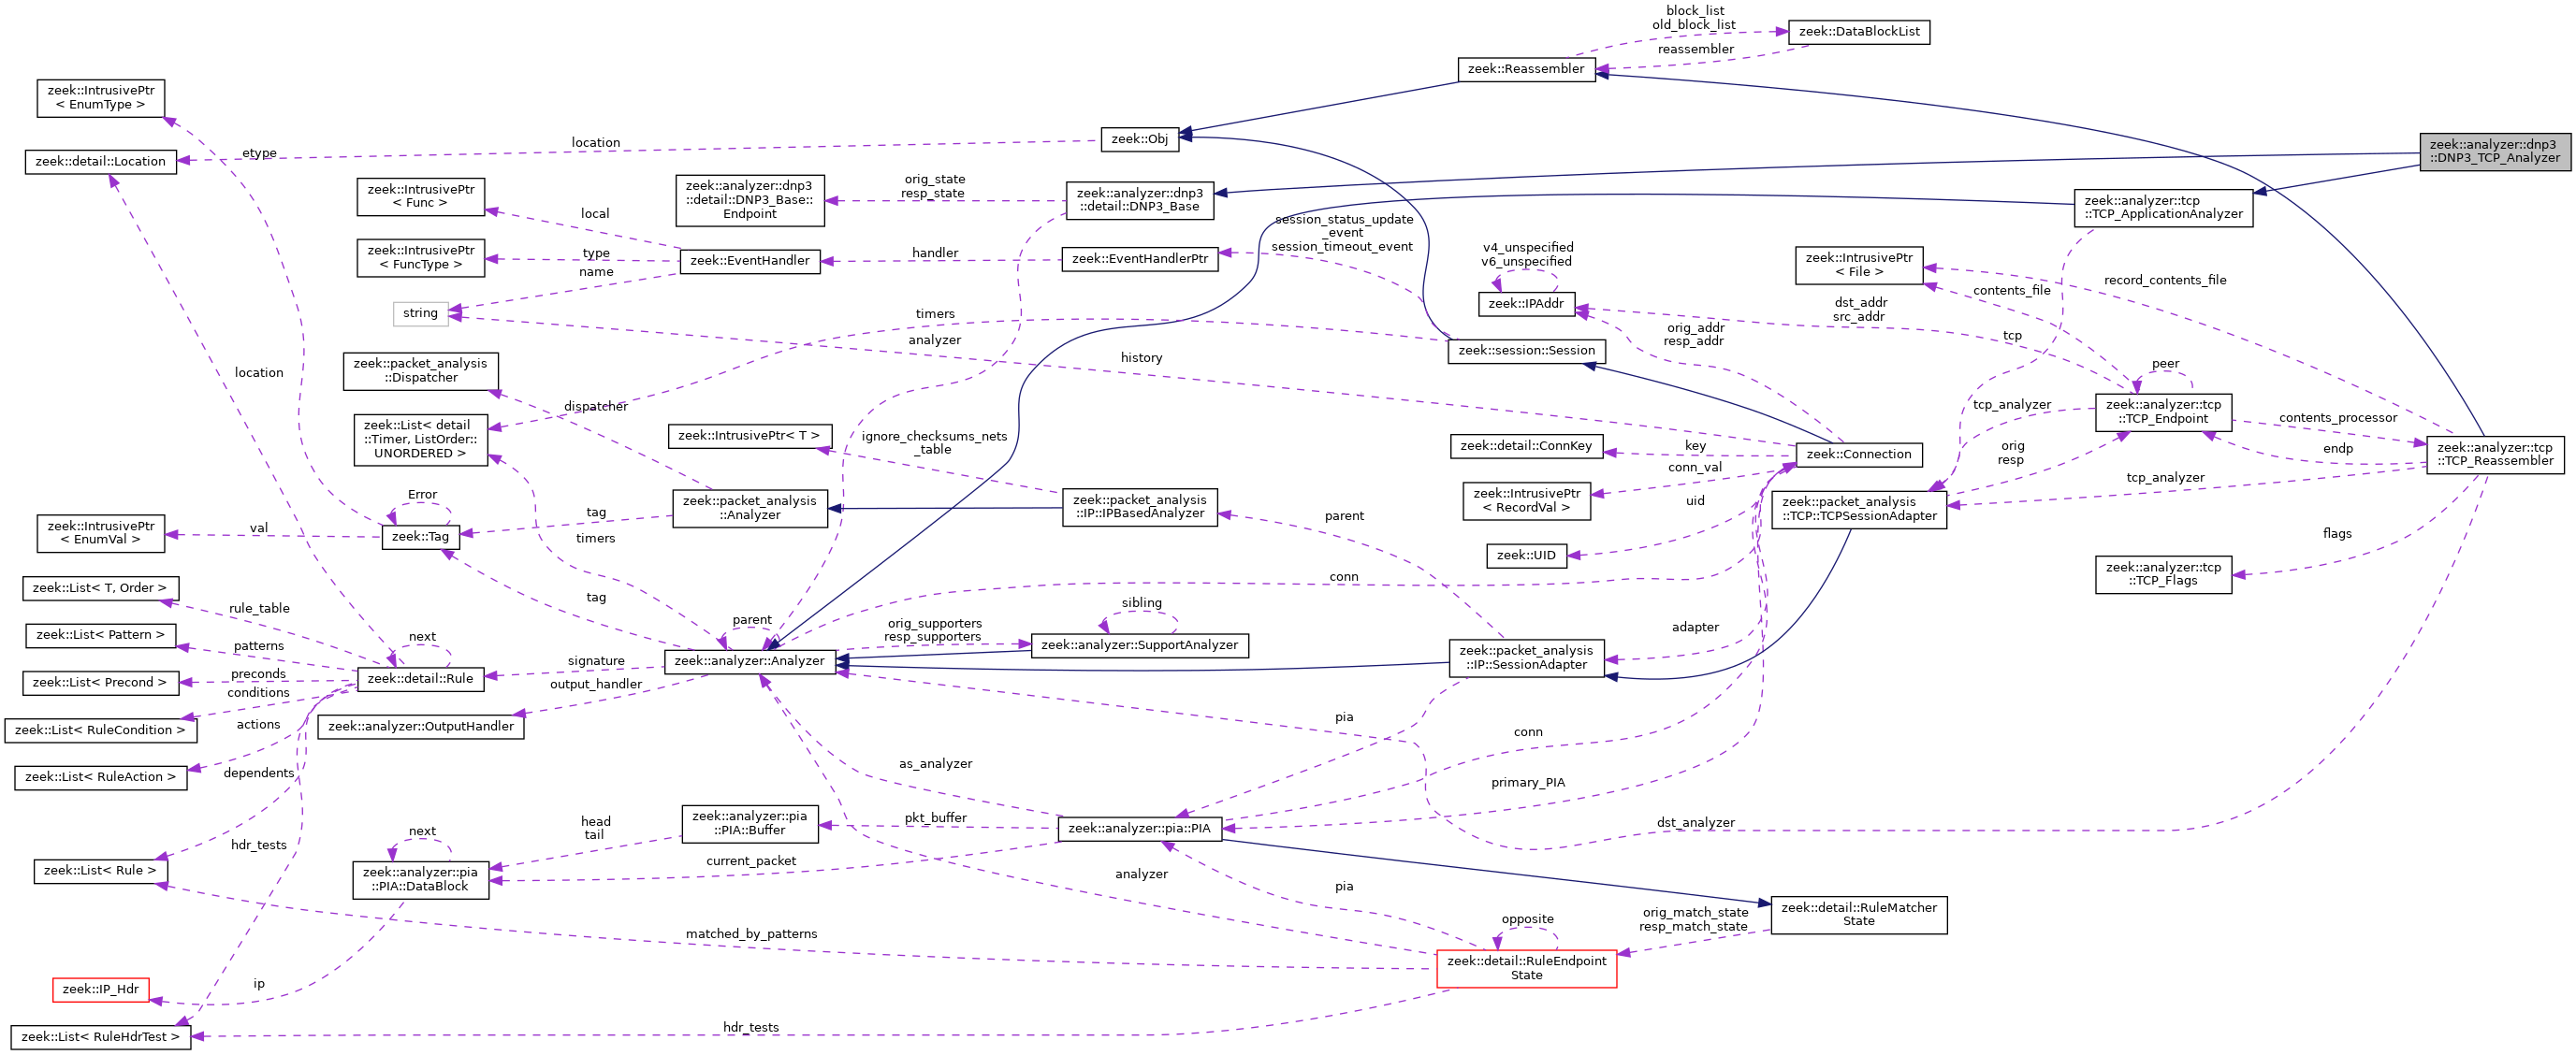 block_list
old_block_list
zeek::DataBlockList
reassembler
zeek::Reassembler
zeek::IntrusivePtr
< EnumType >
zeek::Obj
location
etype
zeek::detail::Location
zeek::analyzer::dnp3
::DNP3_TCP_Analyzer
zeek::IntrusivePtr
< Func >
zeek::analyzer::dnp3
::detail::DNP3_Base::
Endpoint
orig_state
resp_state
zeek::analyzer::dnp3
::detail::DNP3_Base
zeek::analyzer::tcp
::TCP_ApplicationAnalyzer
local
session_status_update
_event
session_timeout_event
zeek::IntrusivePtr
< FuncType >
type
name
zeek::EventHandler
handler
zeek::EventHandlerPtr
v4_unspecified
v6_unspecified
zeek::IPAddr
zeek::IntrusivePtr
< File >
contents_file
record_contents_file
string
timers
analyzer
history
dst_addr
src_addr
orig_addr
resp_addr
tcp
zeek::session::Session
zeek::packet_analysis
::Dispatcher
location
dispatcher
peer
zeek::List< detail
::Timer, ListOrder::
UNORDERED >
zeek::IntrusivePtr< T >
ignore_checksums_nets
_table
tcp_analyzer
zeek::analyzer::tcp
::TCP_Endpoint
contents_processor
zeek::detail::ConnKey
key
zeek::Connection
orig
resp
endp
zeek::analyzer::tcp
::TCP_Reassembler
conn_val
tcp_analyzer
Error
zeek::packet_analysis
::Analyzer
zeek::packet_analysis
::IP::IPBasedAnalyzer
zeek::IntrusivePtr
< RecordVal >
uid
zeek::packet_analysis
::TCP::TCPSessionAdapter
zeek::IntrusivePtr
< EnumVal >
val
zeek::Tag
tag
timers
parent
flags
zeek::UID
zeek::analyzer::tcp
::TCP_Flags
zeek::List< T, Order >
rule_table
tag
conn
sibling
zeek::List< Pattern >
patterns
next
parent
orig_supporters
resp_supporters
zeek::analyzer::SupportAnalyzer
adapter
zeek::analyzer::Analyzer
signature
zeek::packet_analysis
::IP::SessionAdapter
zeek::List< Precond >
preconds
conditions
zeek::detail::Rule
output_handler
zeek::List< RuleCondition >
actions
zeek::analyzer::OutputHandler
pia
conn
zeek::List< RuleAction >
dependents
as_analyzer
primary_PIA
head
tail
zeek::analyzer::pia
::PIA::Buffer
pkt_buffer
zeek::analyzer::pia::PIA
dst_analyzer
next
hdr_tests
current_packet
zeek::List< Rule >
zeek::analyzer::pia
::PIA::DataBlock
analyzer
pia
zeek::detail::RuleMatcher
State
orig_match_state
resp_match_state
opposite
matched_by_patterns
zeek::detail::RuleEndpoint
State
zeek::IP_Hdr
ip
hdr_tests
zeek::List< RuleHdrTest >